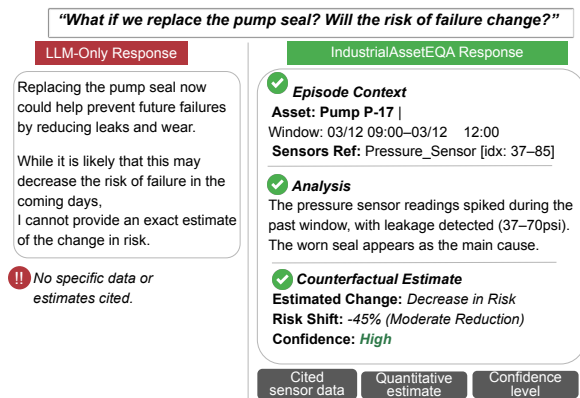 “What if we replace the pump seal? Will the risk of failure change?”
LLM-Only Response
Replacing the pump seal now
could help prevent future failures
by reducing leaks and wear.
While it is likely that this may
decrease the risk of failure in the
coming days,
I cannot provide an exact estimate
of the change in risk.
!! No specific data or
estimates cited.
IndustrialAssetEQA Response
Episode Context
Asset: Pump P-17 |
Window: 03/12 09:00–03/12 12:00
Sensors Ref: Pressure_Sensor [idx: 37–85]
Analysis
The pressure sensor readings spiked during the
past window, with leakage detected (37–70psi).
The worn seal appears as the main cause.
Counterfactual Estimate
Estimated Change: Decrease in Risk
Risk Shift: -45% (Moderate Reduction)
Confidence: High
Cited
sensor data
Quantitative
estimate
Confidence
level